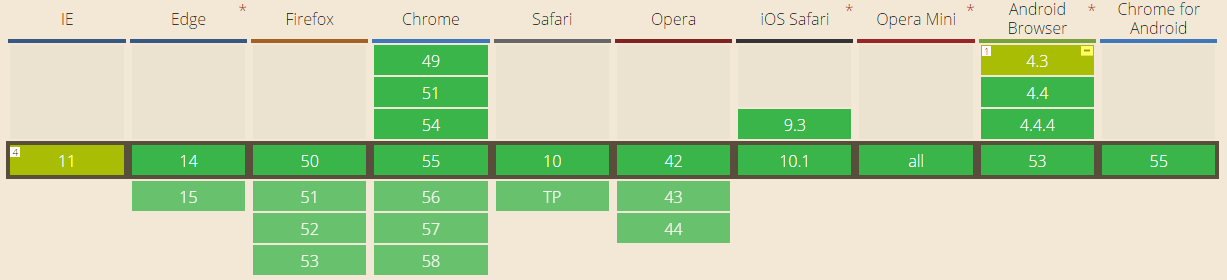 IE Edge * Firefox Chrome Safari Opera iOS Safari * Opera Mini * Android Browser * Chrome for Android
49 1 4.3 -
51 4.4
54 9.3 4.4.4
4 11 14 50 55 10 42 10.1 all 53 55
15 51 56 TP 43
52 57 44
53 58